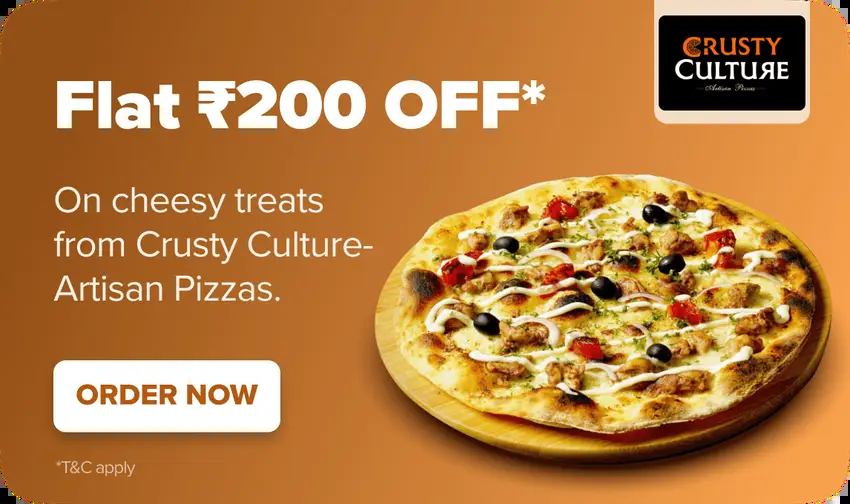 CRUSTY
CULTURE
Artisan Pizzas
Flat ₹200 OFF*
On cheesy treats
from Crusty Culture-
Artisan Pizzas.
ORDER NOW
*T&C apply